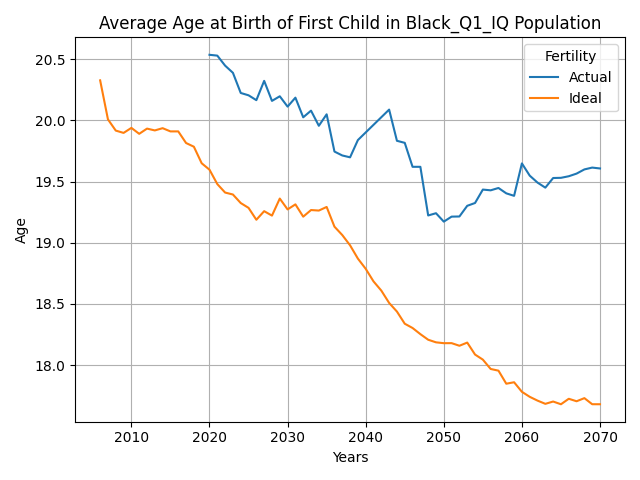 Average Age at Birth of First Child in Black_Q1_IQ Population
Fertility
Actual
Ideal
Age
20.5
20.0
19.5
19.0
18.5
18.0
2010 2020 2030 2040 2050 2060 2070
Years